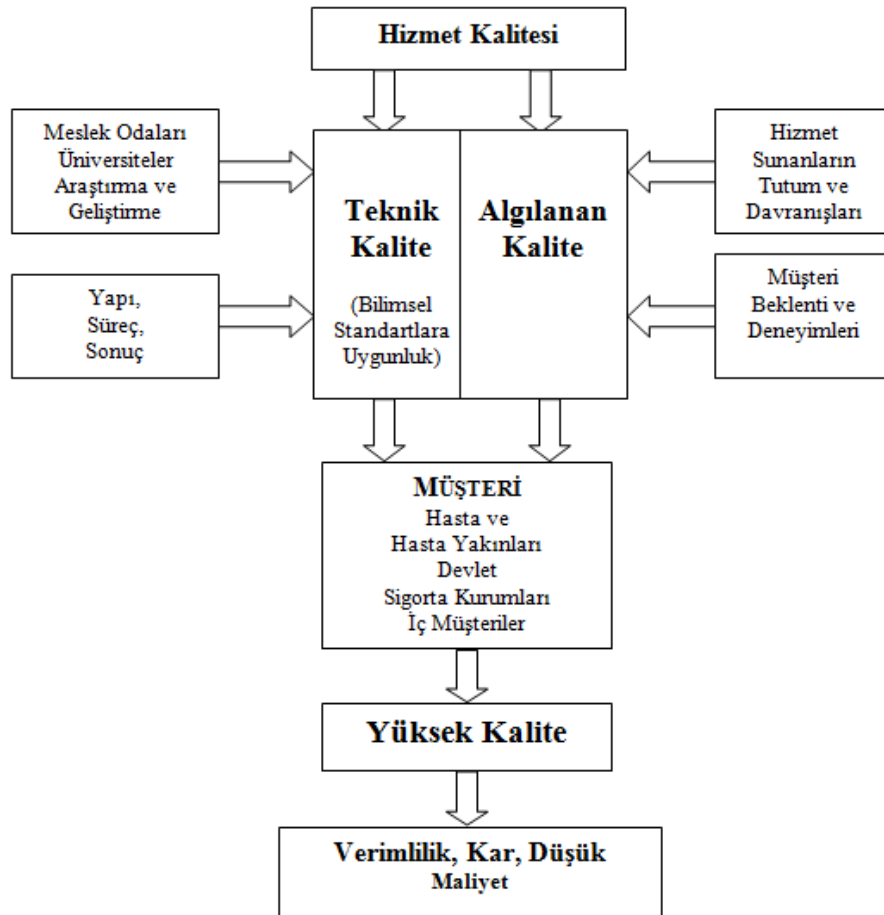 Hizmet Kalitesi
Meslek Odaları
Üniversiteler
Araştırma ve
Geliştirme
Yapı,
Süreç,
Sonuç
Teknik
Kalite
(Bilimsel
Standartlara
Uygunluk)
Algılanan
Kalite
Hizmet
Sunanların
Tutum ve
Davranışları
Müşteri
Beklenti ve
Deneyimleri
MÜŞTERİ
Hasta ve
Hasta Yakınları
Devlet
Sigorta Kurumları
İç Müşteriler
Yüksek Kalite
Verimlilik, Kar, Düşük
Maliyet